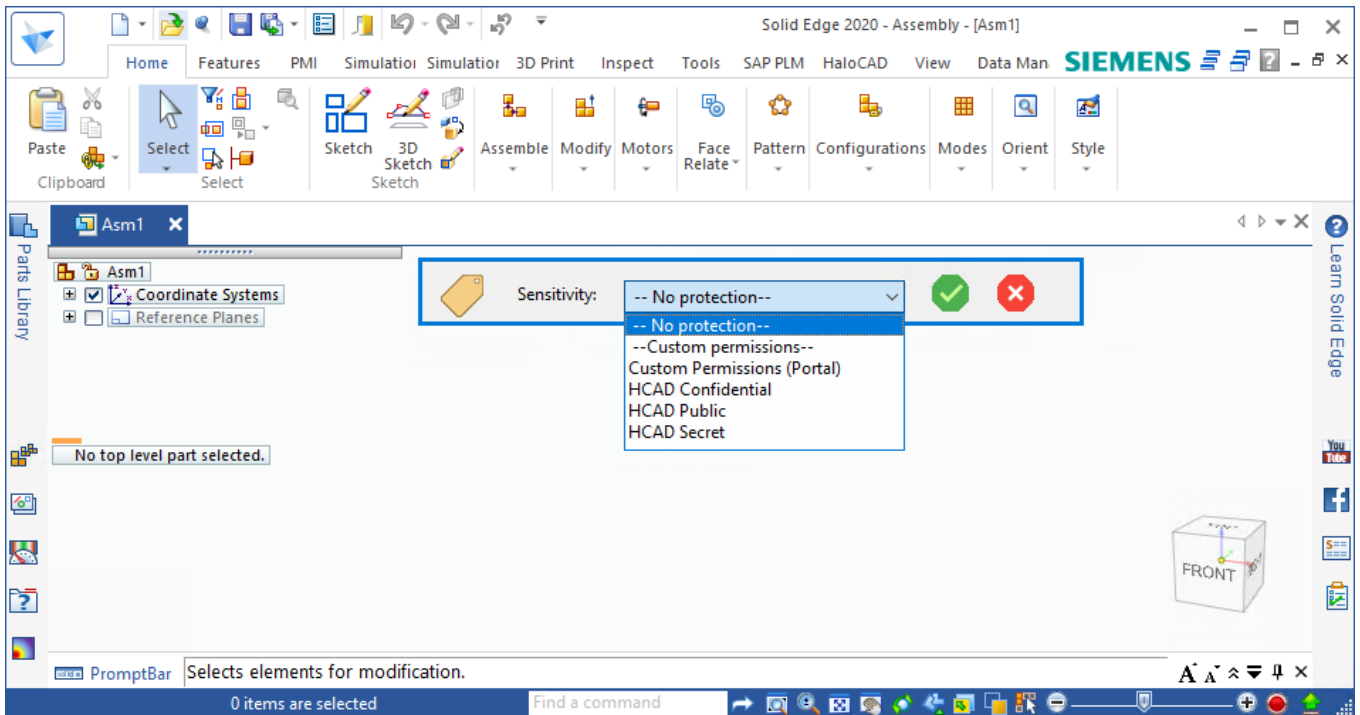 Solid Edge 2020 - Assembly - [Asm1]
Home Features PMI Simulation Simulation 3D Print Inspect Tools SAP PLM HaloCAD View Data Man SIEMENS
Paste
Clipboard
Select
Select
Sketch
3D
Sketch
Sketch
Assemble
Modify
Motors
Face
Relate
Pattern
Configurations
Modes
Orient
Style
Asm1
Parts Library
Asm1
Coordinate Systems
Reference Planes
Sensitivity:
-- No protection--
-- No protection--
--Custom permissions--
Custom Permissions (Portal)
HCAD Confidential
HCAD Public
HCAD Secret
No top level part selected.
Learn Solid Edge
You
Tube
FRONT
PromptBar
Selects elements for modification.
0 items are selected
Find a command